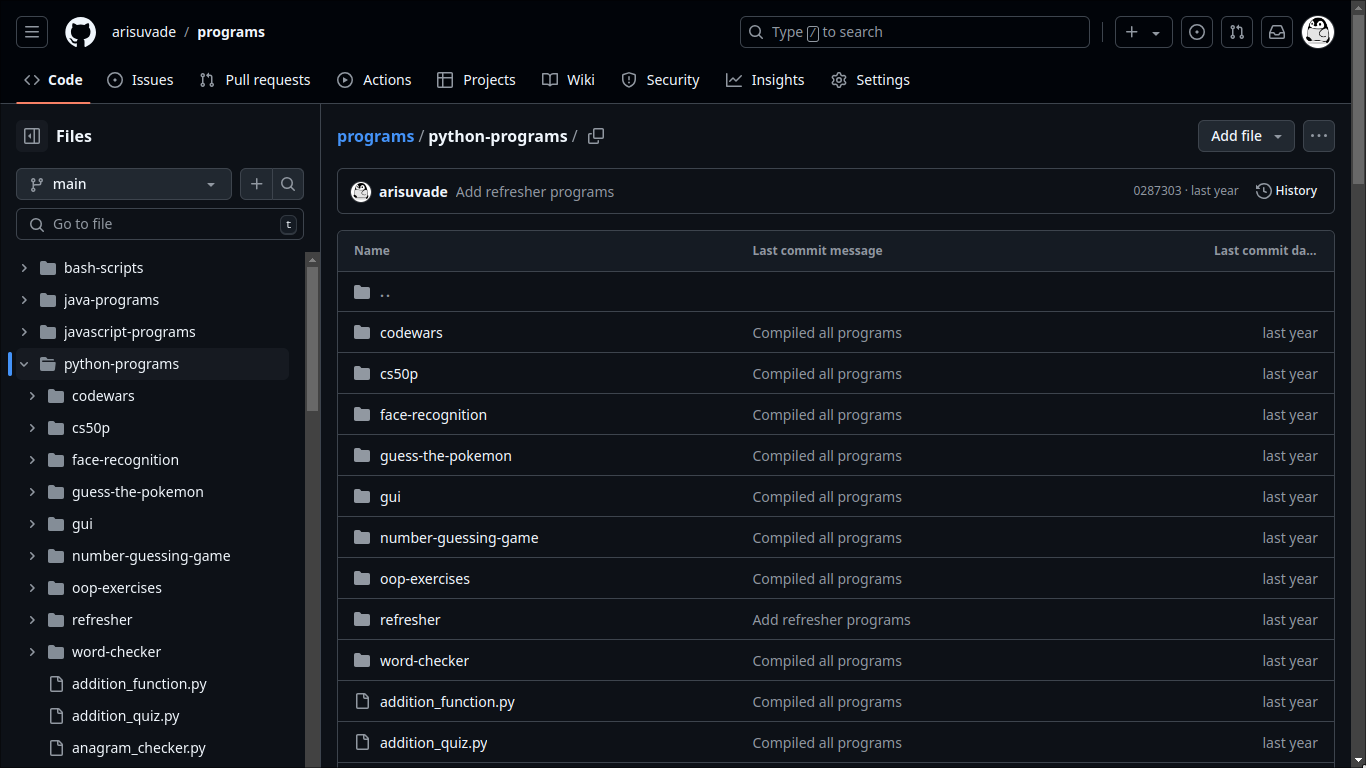 arisuvade / programs
Type / to search
Code Issues Pull requests Actions Projects Wiki Security Insights Settings
Files
main
Go to file t
bash-scripts
java-programs
javascript-programs
python-programs
codewars
cs50p
face-recognition
guess-the-pokemon
gui
number-guessing-game
oop-exercises
refresher
word-checker
addition_function.py
addition_quiz.py
anagram_checker.py
programs / python-programs /
Add file
arisuvade Add refresher programs 0287303 · last year History
Name Last commit message Last commit da...
..
codewars Compiled all programs last year
cs50p Compiled all programs last year
face-recognition Compiled all programs last year
guess-the-pokemon Compiled all programs last year
gui Compiled all programs last year
number-guessing-game Compiled all programs last year
oop-exercises Compiled all programs last year
refresher Add refresher programs last year
word-checker Compiled all programs last year
addition_function.py Compiled all programs last year
addition_quiz.py Compiled all programs last year